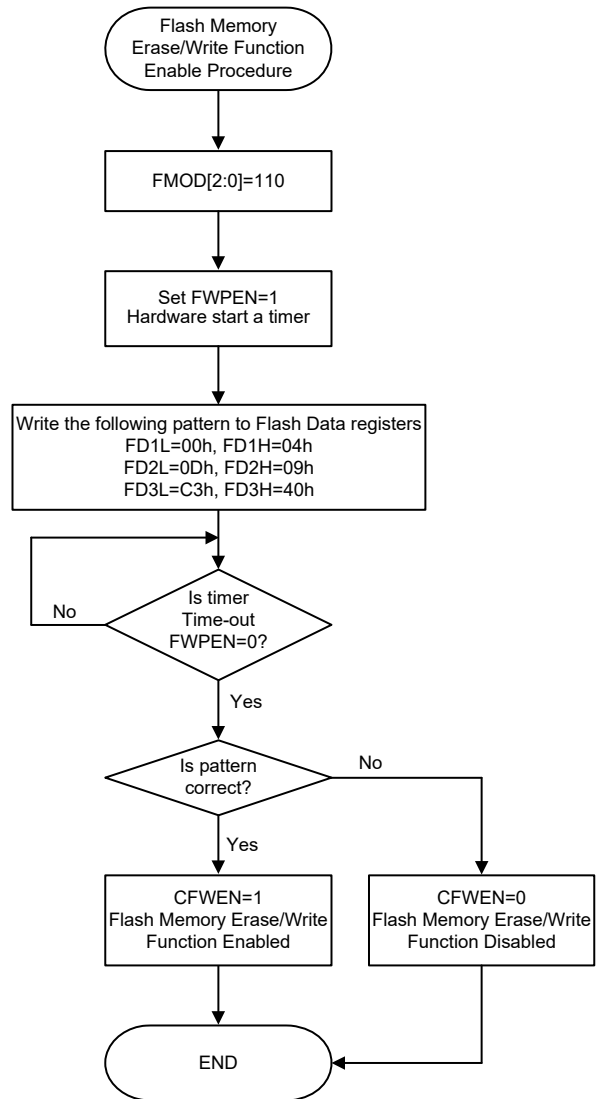 Flash Memory
Erase/Write Function
Enable Procedure
FMOD[2:0]=110
Set FWPEN=1
Hardware start a timer
Write the following pattern to Flash Data registers
FD1L=00h, FD1H=04h
FD2L=0Dh, FD2H=09h
FD3L=C3h, FD3H=40h
Is timer
Time-out
FWPEN=0?
No
Yes
Is pattern
correct?
No
Yes
CFWEN=1
Flash Memory Erase/Write
Function Enabled
CFWEN=0
Flash Memory Erase/Write
Function Disabled
END